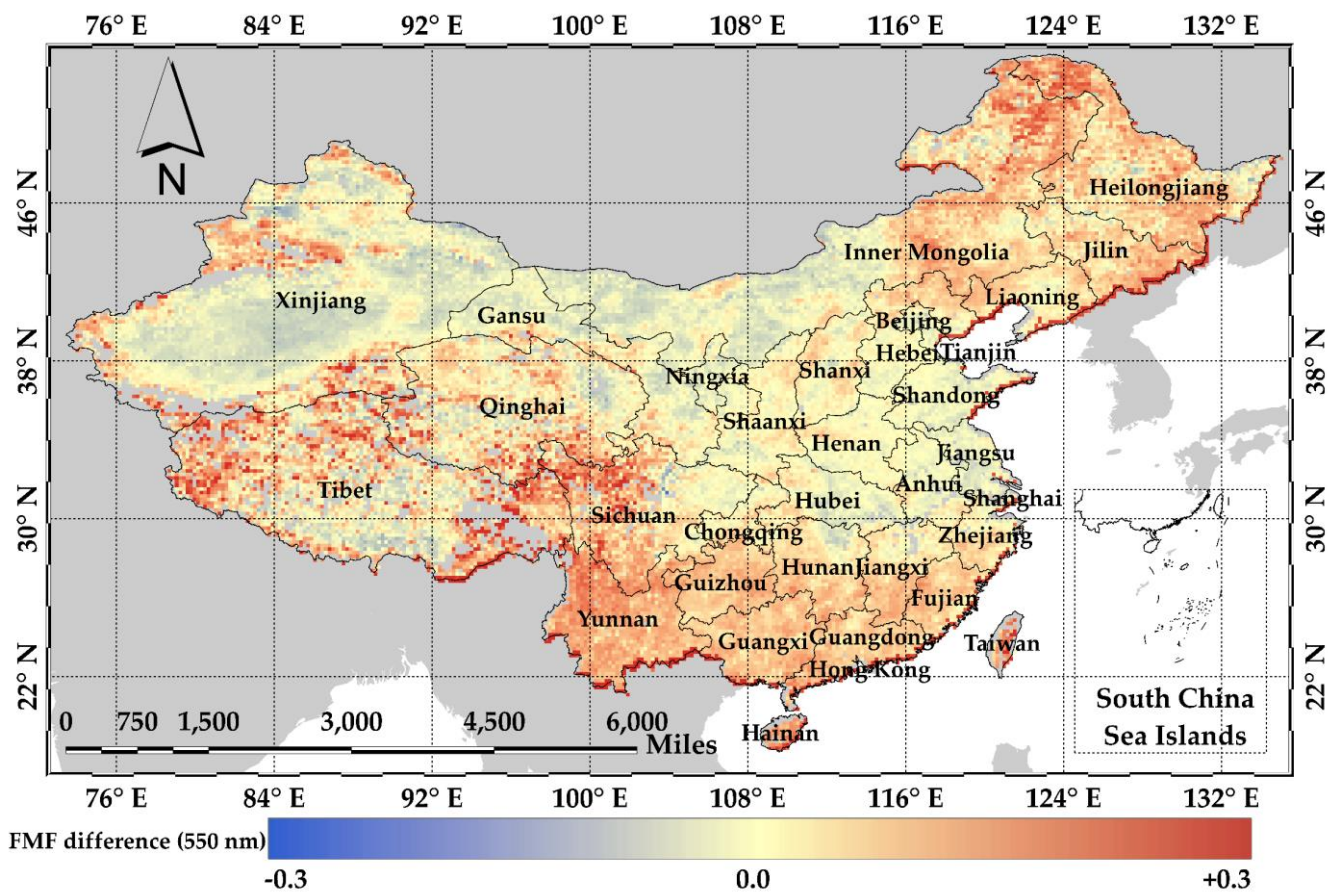 76° E 84° E 92° E 100° E 108° E 116° E 124° E 132° E
N
46° N 46° N
38° N 38° N
30° N 30° N
22° N 22° N
Heilongjiang
Inner Mongolia
Jilin
Xinjiang
Liaoning
Gansu
Beijing
Hebei
Tianjin
Ningxia
Shanxi
Shandong
Qinghai
Shaanxi
Henan
Jiangsu
Tibet
Anhui
Hubei
Shanghai
Sichuan
Chongqing
Zhejiang
Hunan
Jiangxi
Guizhou
Fujian
Yunnan
Guangxi
Guangdong
Taiwan
Hong Kong
Hainan
South China
Sea Islands
0 750 1,500 3,000 4,500 6,000
Miles
76° E 84° E 92° E 100° E 108° E 116° E 124° E 132° E
FMF difference (550 nm)
-0.3 0.0 +0.3